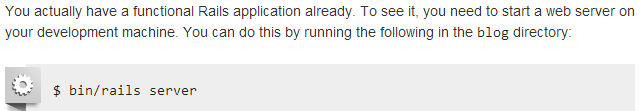 You actually have a functional Rails application already. To see it, you need to start a web server on
your development machine. You can do this by running the following in the blog directory:
$ bin/rails server